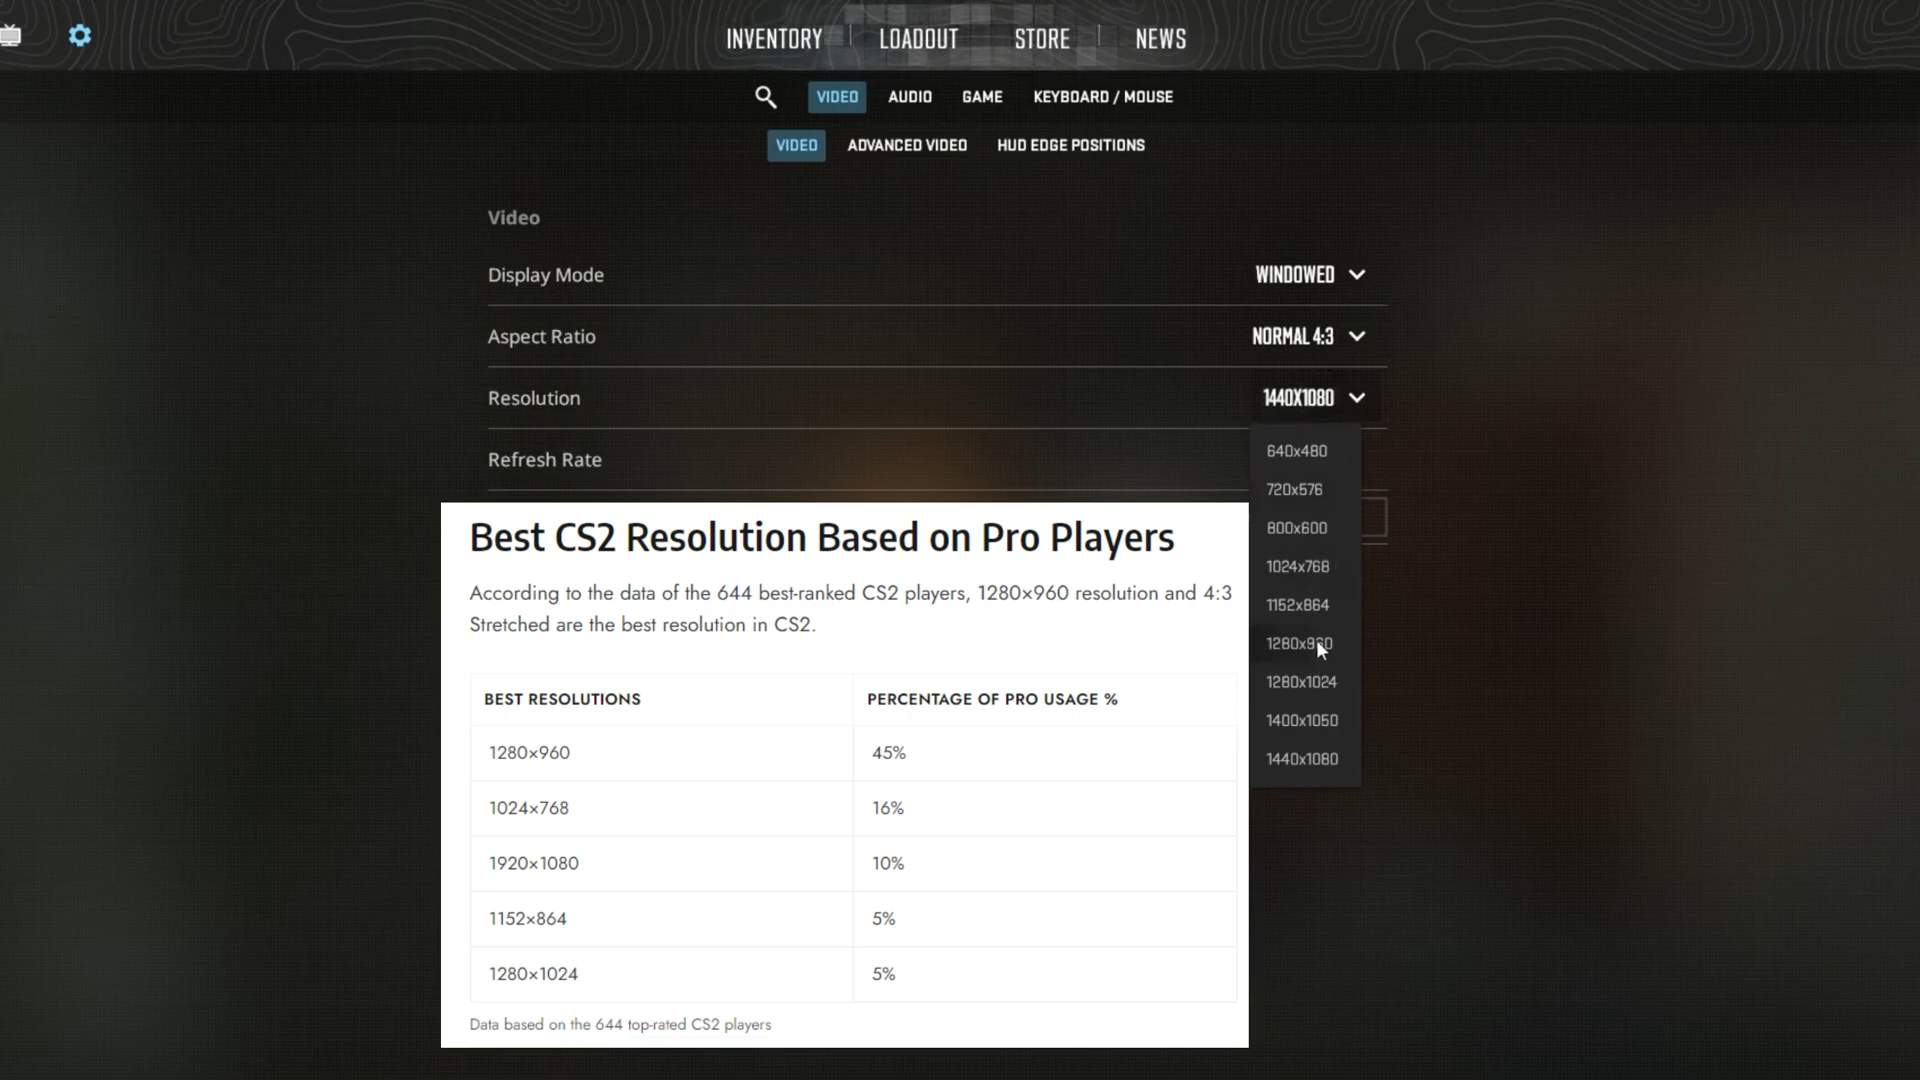 INVENTORY LOADOUT STORE NEWS
VIDEO AUDIO GAME KEYBOARD / MOUSE
VIDEO ADVANCED VIDEO HUD EDGE POSITIONS
Video
Display Mode WINDOWED
Aspect Ratio NORMAL 4:3
Resolution 1440X1080
Refresh Rate
640x480
720x576
800x600
1024x768
1152x864
1280x960
1280x1024
1400x1050
1440x1080
Best CS2 Resolution Based on Pro Players
According to the data of the 644 best-ranked CS2 players, 1280×960 resolution and 4:3
Stretched are the best resolution in CS2.
BEST RESOLUTIONS PERCENTAGE OF PRO USAGE %
1280×960 45%
1024×768 16%
1920×1080 10%
1152×864 5%
1280×1024 5%
Data based on the 644 top-rated CS2 players